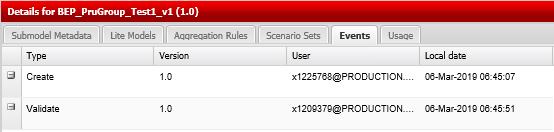 Details for BEP_PruGroup_Test1_v1 (1.0)
Submodel Metadata Lite Models Aggregation Rules Scenario Sets Events Usage
Type Version User Local date
Create 1.0 x1225768@PRODUCTION.... 06-Mar-2019 06:45:07
Validate 1.0 x1209379@PRODUCTION.... 06-Mar-2019 06:45:51